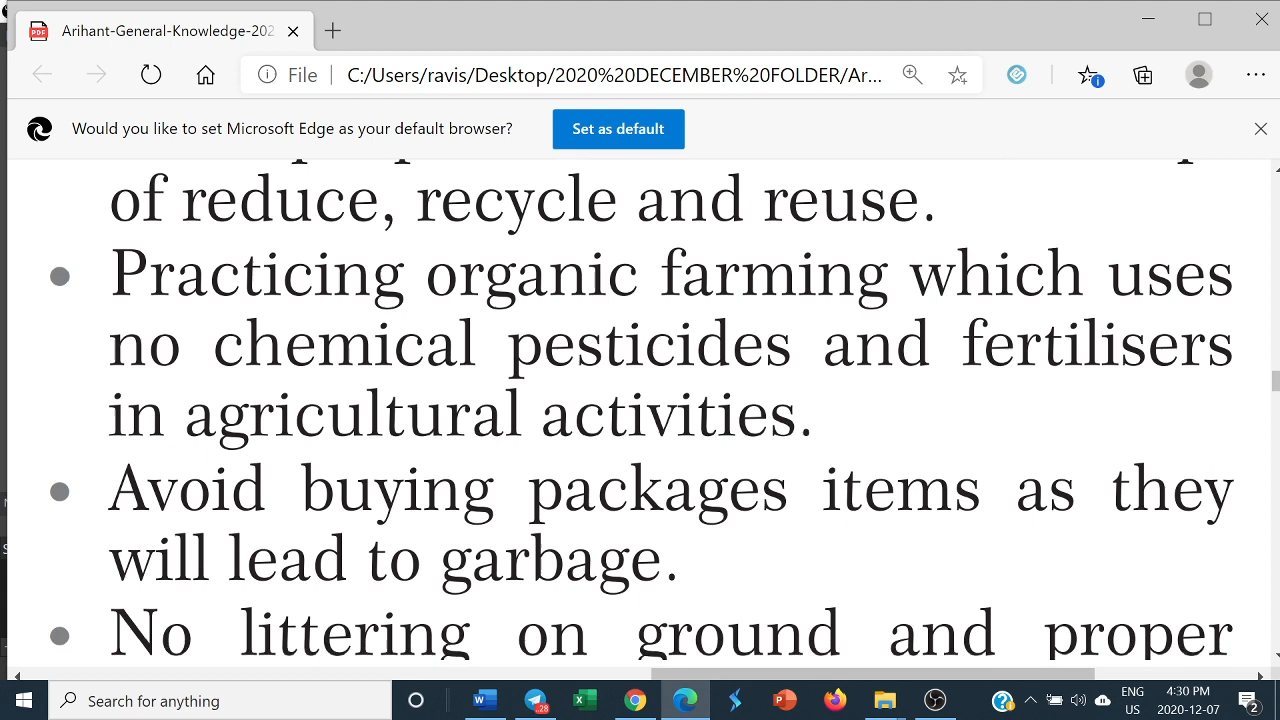 Arihant-General-Knowledge-202
File
C:/Users/ravis/Desktop/2020%20DECEMBER%20FOLDER/Ar...
Would you like to set Microsoft Edge as your default browser?
Set as default
of reduce, recycle and reuse.
Practicing organic farming which uses
no chemical pesticides and fertilisers
in agricultural activities.
Avoid buying packages items as they
will lead to garbage.
No littering on ground and proper
Search for anything
28
ENG
US
4:30 PM
2020-12-07
2